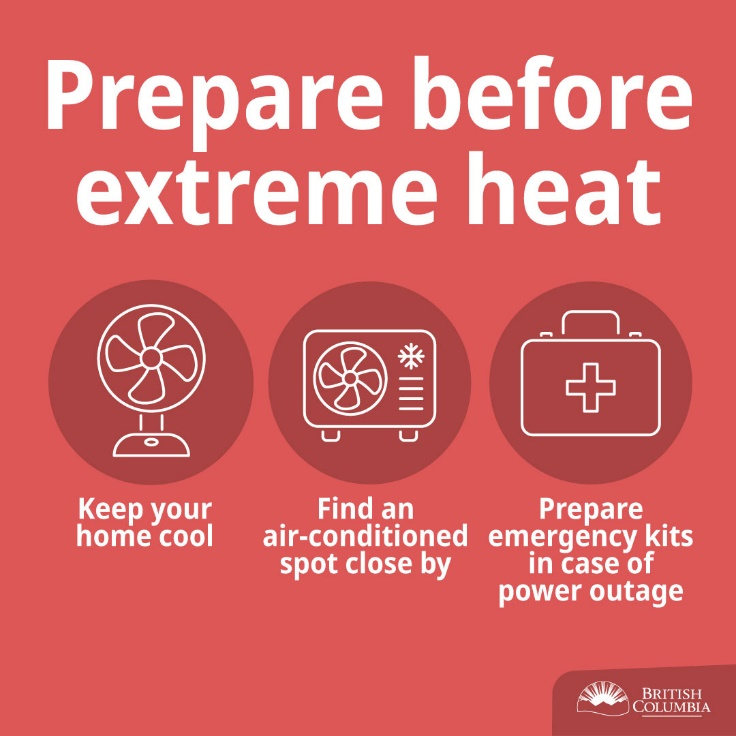 Prepare before
extreme heat
Keep your
home cool
Find an
air-conditioned
spot close by
Prepare
emergency kits
in case of
power outage
BRITISH
COLUMBIA